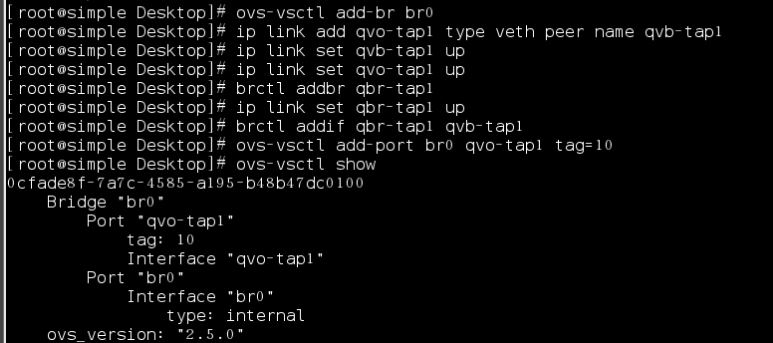 [root@simple Desktop]# ovs-vsctl add-br br0
[root@simple Desktop]# ip link add qvo-tap1 type veth peer name qvb-tap1
[root@simple Desktop]# ip link set qvb-tap1 up
[root@simple Desktop]# ip link set qvo-tap1 up
[root@simple Desktop]# brctl addbr qbr-tap1
[root@simple Desktop]# ip link set qbr-tap1 up
[root@simple Desktop]# brctl addif qbr-tap1 qvb-tap1
[root@simple Desktop]# ovs-vsctl add-port br0 qvo-tap1 tag=10
[root@simple Desktop]# ovs-vsctl show
0cfade8f-7a7c-4585-a195-b48b47dc0100
    Bridge "br0"
        Port "qvo-tap1"
            tag: 10
            Interface "qvo-tap1"
        Port "br0"
            Interface "br0"
                type: internal
    ovs_version: "2.5.0"